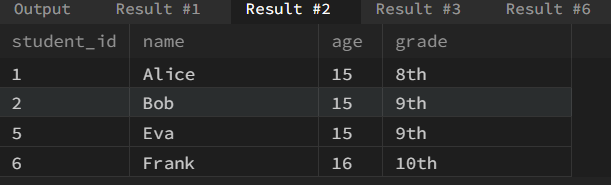 Output Result #1 Result #2 Result #3 Result #6
student_id name age grade
1 Alice 15 8th
2 Bob 15 9th
5 Eva 15 9th
6 Frank 16 10th